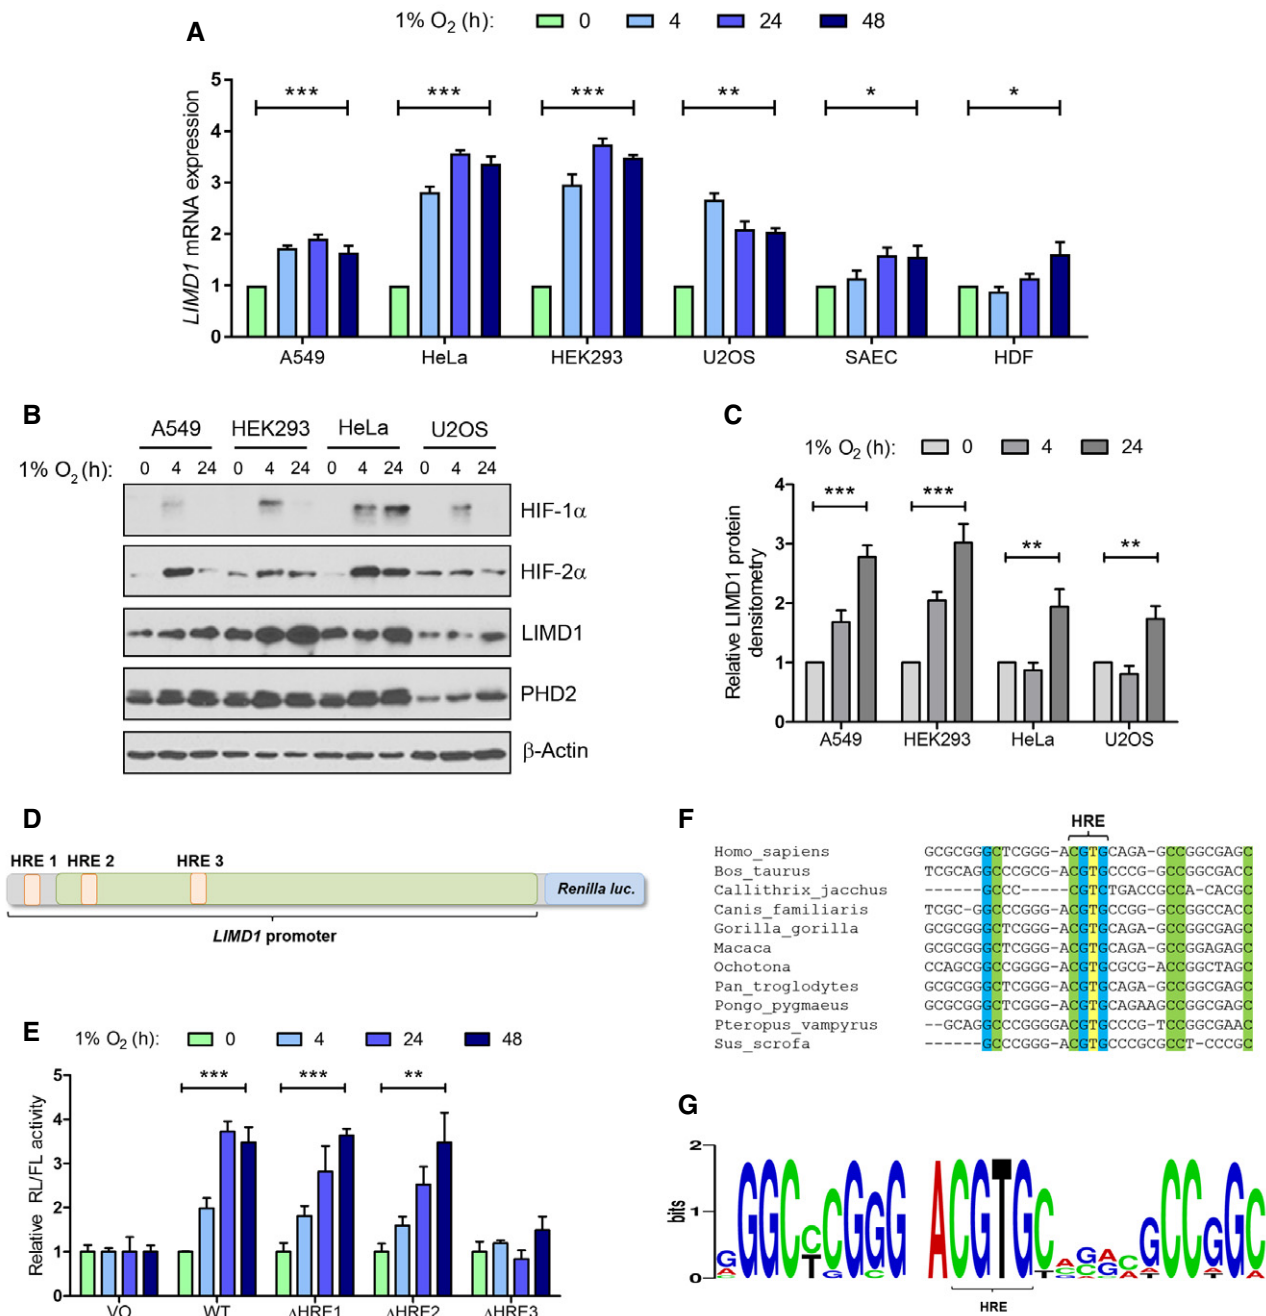 A
1% O2 (h): 0 4 24 48
LIMD1 mRNA expression
5
4
3
2
1
0
*** *** *** ** * *
A549 HeLa HEK293 U2OS SAEC HDF
B
A549 HEK293 HeLa U2OS
1% O2 (h): 0 4 24 0 4 24 0 4 24 0 4 24
HIF-1α
HIF-2α
LIMD1
PHD2
β-Actin
C
1% O2 (h): 0 4 24
Relative LIMD1 protein
densitometry
4
3
2
1
0
*** *** ** **
A549 HEK293 HeLa U2OS
D
HRE 1 HRE 2 HRE 3
Renilla luc.
LIMD1 promoter
E
1% O2 (h): 0 4 24 48
Relative RL/FL activity
5
4
3
2
1
0
*** *** **
VO WT ΔHRE1 ΔHRE2 ΔHRE3
F
HRE
Homo_sapiens GCGCGGGCTCGGG-ACGTGCAGA-GCCGGCGAGC
Bos_taurus TCGCAGGCCCGCG-ACGTGCCCG-GCCGGCGACC
Callithrix_jacchus ------GCCC-----CGTCTGACCGCCA-CACGC
Canis_familiaris TCGC-GGCCCGGG-ACGTGCCGG-GCCGGCCACC
Gorilla_gorilla GCGCGGGCTCGGG-ACGTGCAGA-GCCGGCGAGC
Macaca GCGCGGGCTCGGG-ACGTGCAGA-GCCGGAGAGC
Ochotona CCAGCGGCCGGGG-ACGTGCGCG-ACCGGCTAGC
Pan_troglodytes GCGCGGGCTCGGG-ACGTGCAGA-GCCGGCGAGC
Pongo_pygmaeus GCGCGGGCTCGGG-ACGTGCAGAAGCCGGCGAGC
Pteropus_vampyrus --GCAGGCCCGGGGACGTGCCCG-TCCGGCGAAC
Sus_scrofa ------GCCCGGG-ACGTGCCCGCGCCT-CCCGC
G
bits
2
1
0
HRE